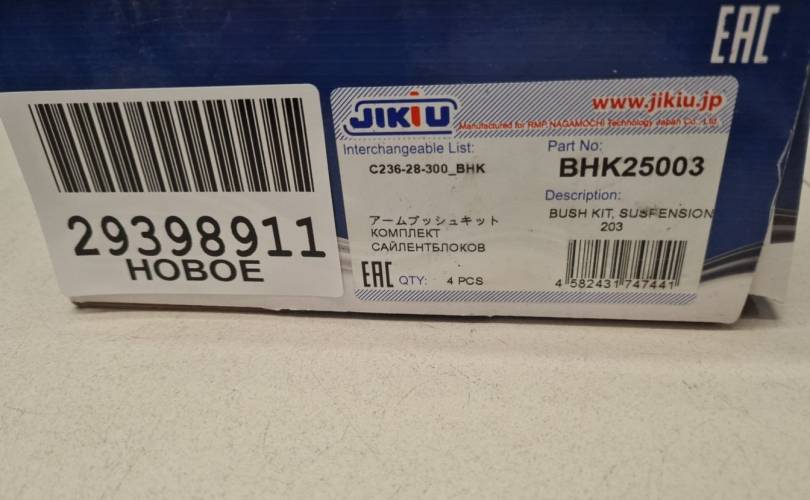 EAC
29398911
НОВОЕ
JIKIU
www.jikiu.jp
Manufactured for RMP NAGAMOCHI Technology Japan Co., Ltd.
Interchangeable List:
C236-28-300_BHK
Part No:
BHK25003
Description:
BUSH KIT, SUSPENSION
203
アームブッシュキット
КОМПЛЕКТ
САЙЛЕНТБЛОКОВ
EAC QTY: 4 PCS
4 582431 747441